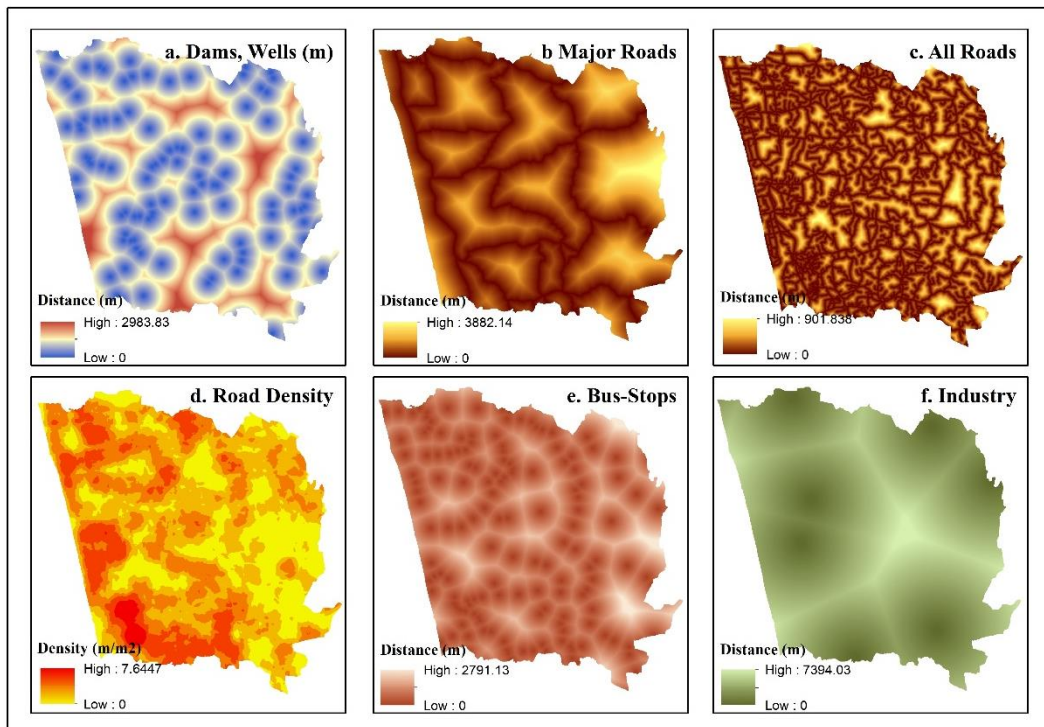 a. Dams, Wells (m)
Distance (m)
High : 2983.83
Low : 0
b Major Roads
Distance (m)
High : 3882.14
Low : 0
c. All Roads
Distance (m)
High : 901.838
Low : 0
d. Road Density
Density (m/m2)
High : 7.6447
Low : 0
e. Bus-Stops
Distance (m)
High : 2791.13
Low : 0
f. Industry
Distance (m)
High : 7394.03
Low : 0